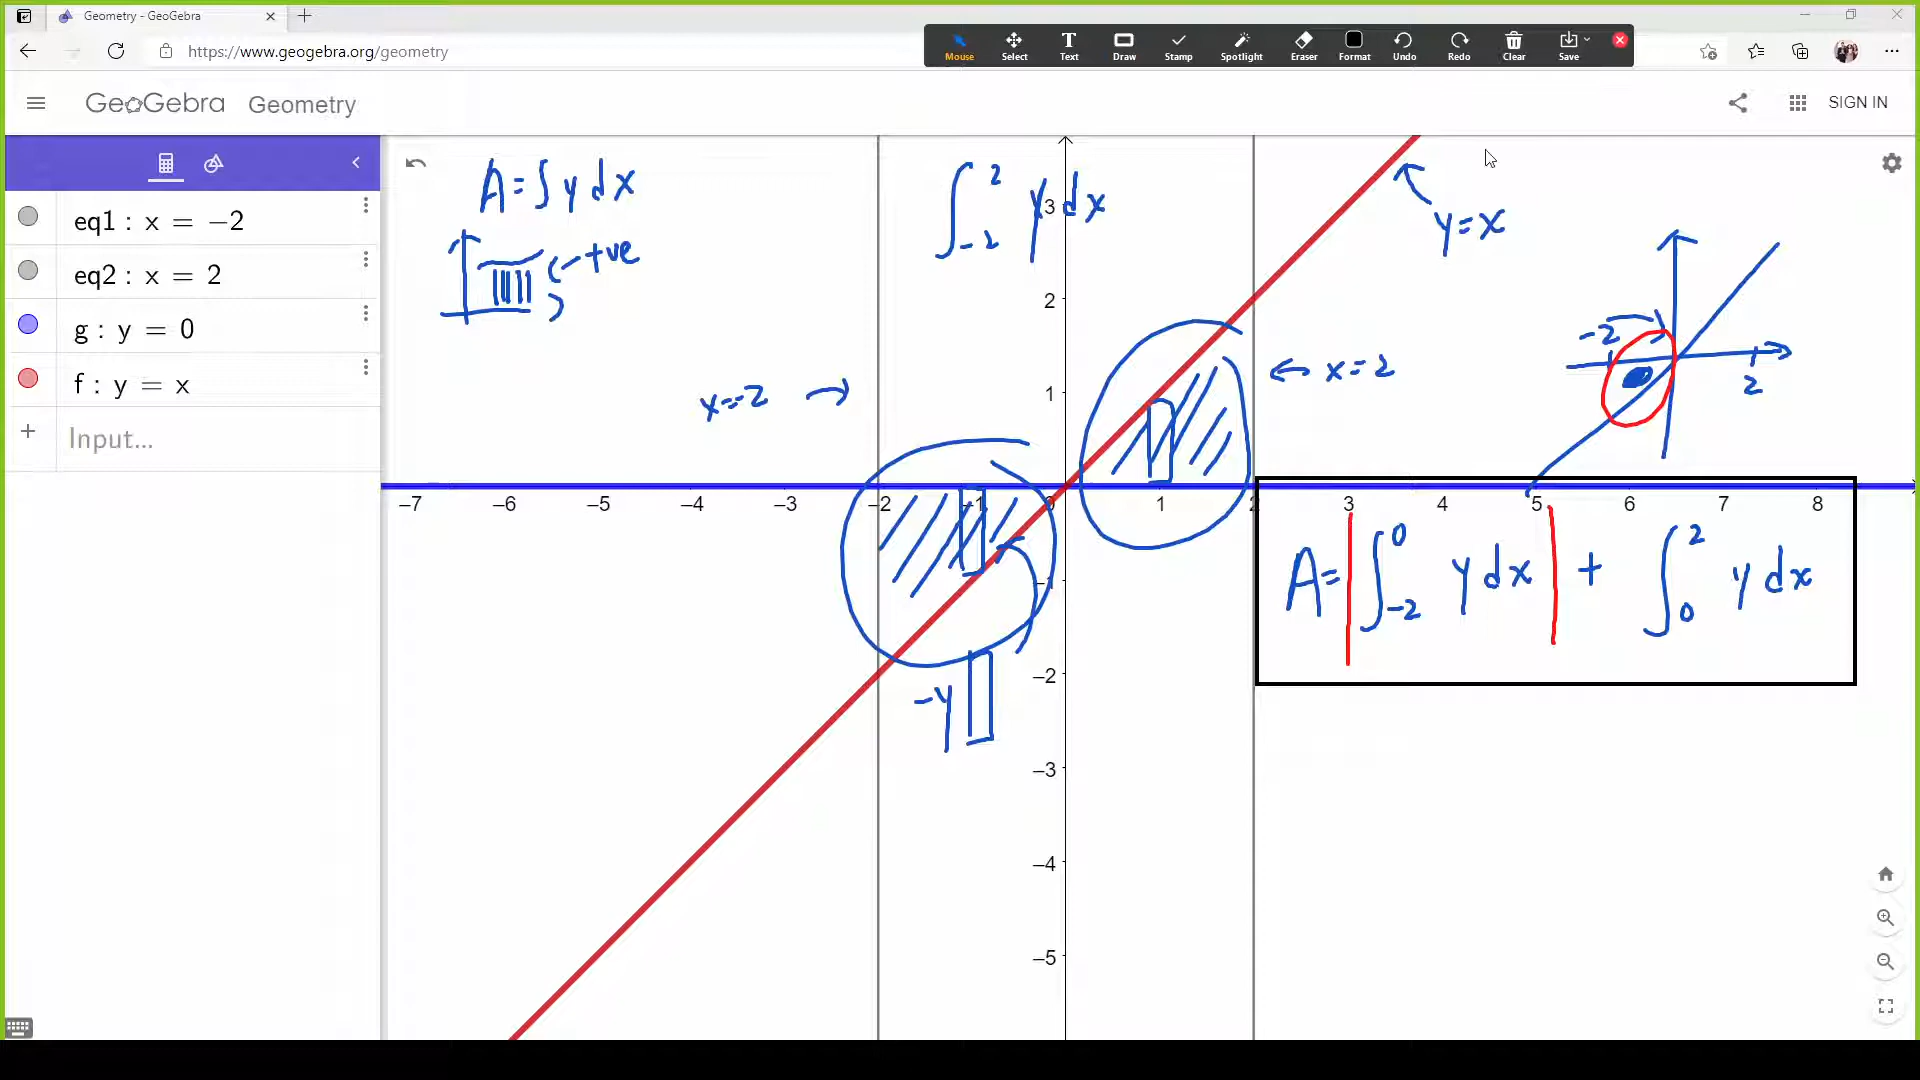 Geometry - GeoGebra
https://www.geogebra.org/geometry
Mouse Select Text Draw Stamp Spotlight Eraser Format Undo Redo Clear Save
GeoGebra Geometry
SIGN IN
eq1 : x = −2
eq2 : x = 2
g : y = 0
f : y = x
Input...
A = ∫ y dx
+ve
∫₋₂² y dx
y = x
x = -2
x = 2
-2
2
3
2
1
−7 −6 −5 −4 −3 −2 −1 0 1 2 3 4 5 6 7 8
−1
−2
−3
−4
−5
-y
A = |∫₋₂⁰ y dx| + ∫₀² y dx